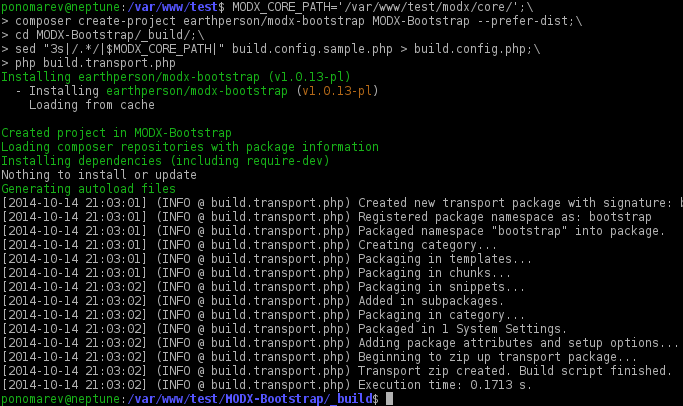 ponomarev@neptune:/var/www/test$ MODX_CORE_PATH='/var/www/test/modx/core/';\
> composer create-project earthperson/modx-bootstrap MODX-Bootstrap --prefer-dist;\
> cd MODX-Bootstrap/_build/;\
> sed "3s|/.*/|$MODX_CORE_PATH|" build.config.sample.php > build.config.php;\
> php build.transport.php
Installing earthperson/modx-bootstrap (v1.0.13-pl)
  - Installing earthperson/modx-bootstrap (v1.0.13-pl)
    Loading from cache
Created project in MODX-Bootstrap
Loading composer repositories with package information
Installing dependencies (including require-dev)
Nothing to install or update
Generating autoload files
[2014-10-14 21:03:01] (INFO @ build.transport.php) Created new transport package with signature:
[2014-10-14 21:03:01] (INFO @ build.transport.php) Registered package namespace as: bootstrap
[2014-10-14 21:03:01] (INFO @ build.transport.php) Packaged namespace "bootstrap" into package.
[2014-10-14 21:03:01] (INFO @ build.transport.php) Creating category...
[2014-10-14 21:03:01] (INFO @ build.transport.php) Packaging in templates...
[2014-10-14 21:03:01] (INFO @ build.transport.php) Packaging in chunks...
[2014-10-14 21:03:02] (INFO @ build.transport.php) Packaging in snippets...
[2014-10-14 21:03:02] (INFO @ build.transport.php) Added in subpackages.
[2014-10-14 21:03:02] (INFO @ build.transport.php) Packaging in category...
[2014-10-14 21:03:02] (INFO @ build.transport.php) Packaged in 1 System Settings.
[2014-10-14 21:03:02] (INFO @ build.transport.php) Adding package attributes and setup options...
[2014-10-14 21:03:02] (INFO @ build.transport.php) Beginning to zip up transport package...
[2014-10-14 21:03:02] (INFO @ build.transport.php) Transport zip created. Build script finished.
[2014-10-14 21:03:02] (INFO @ build.transport.php) Execution time: 0.1713 s.
ponomarev@neptune:/var/www/test/MODX-Bootstrap/_build$